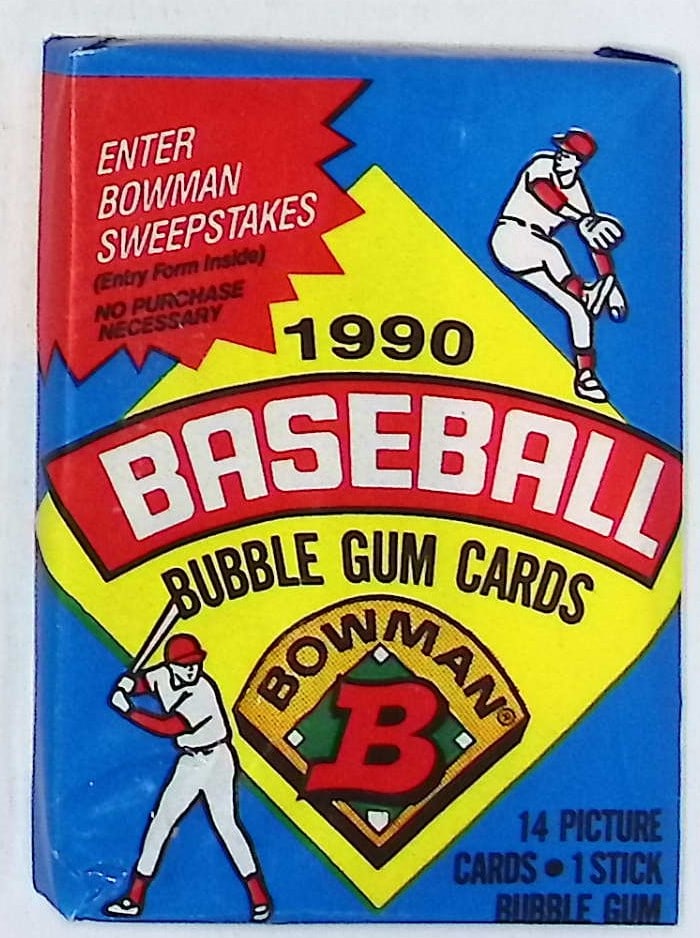 ENTER
BOWMAN
SWEEPSTAKES
(Entry Form Inside)
NO PURCHASE
NECESSARY
1990
BASEBALL
BUBBLE GUM CARDS
BOWMAN®
B
14 PICTURE
CARDS • 1 STICK
BUBBLE GUM